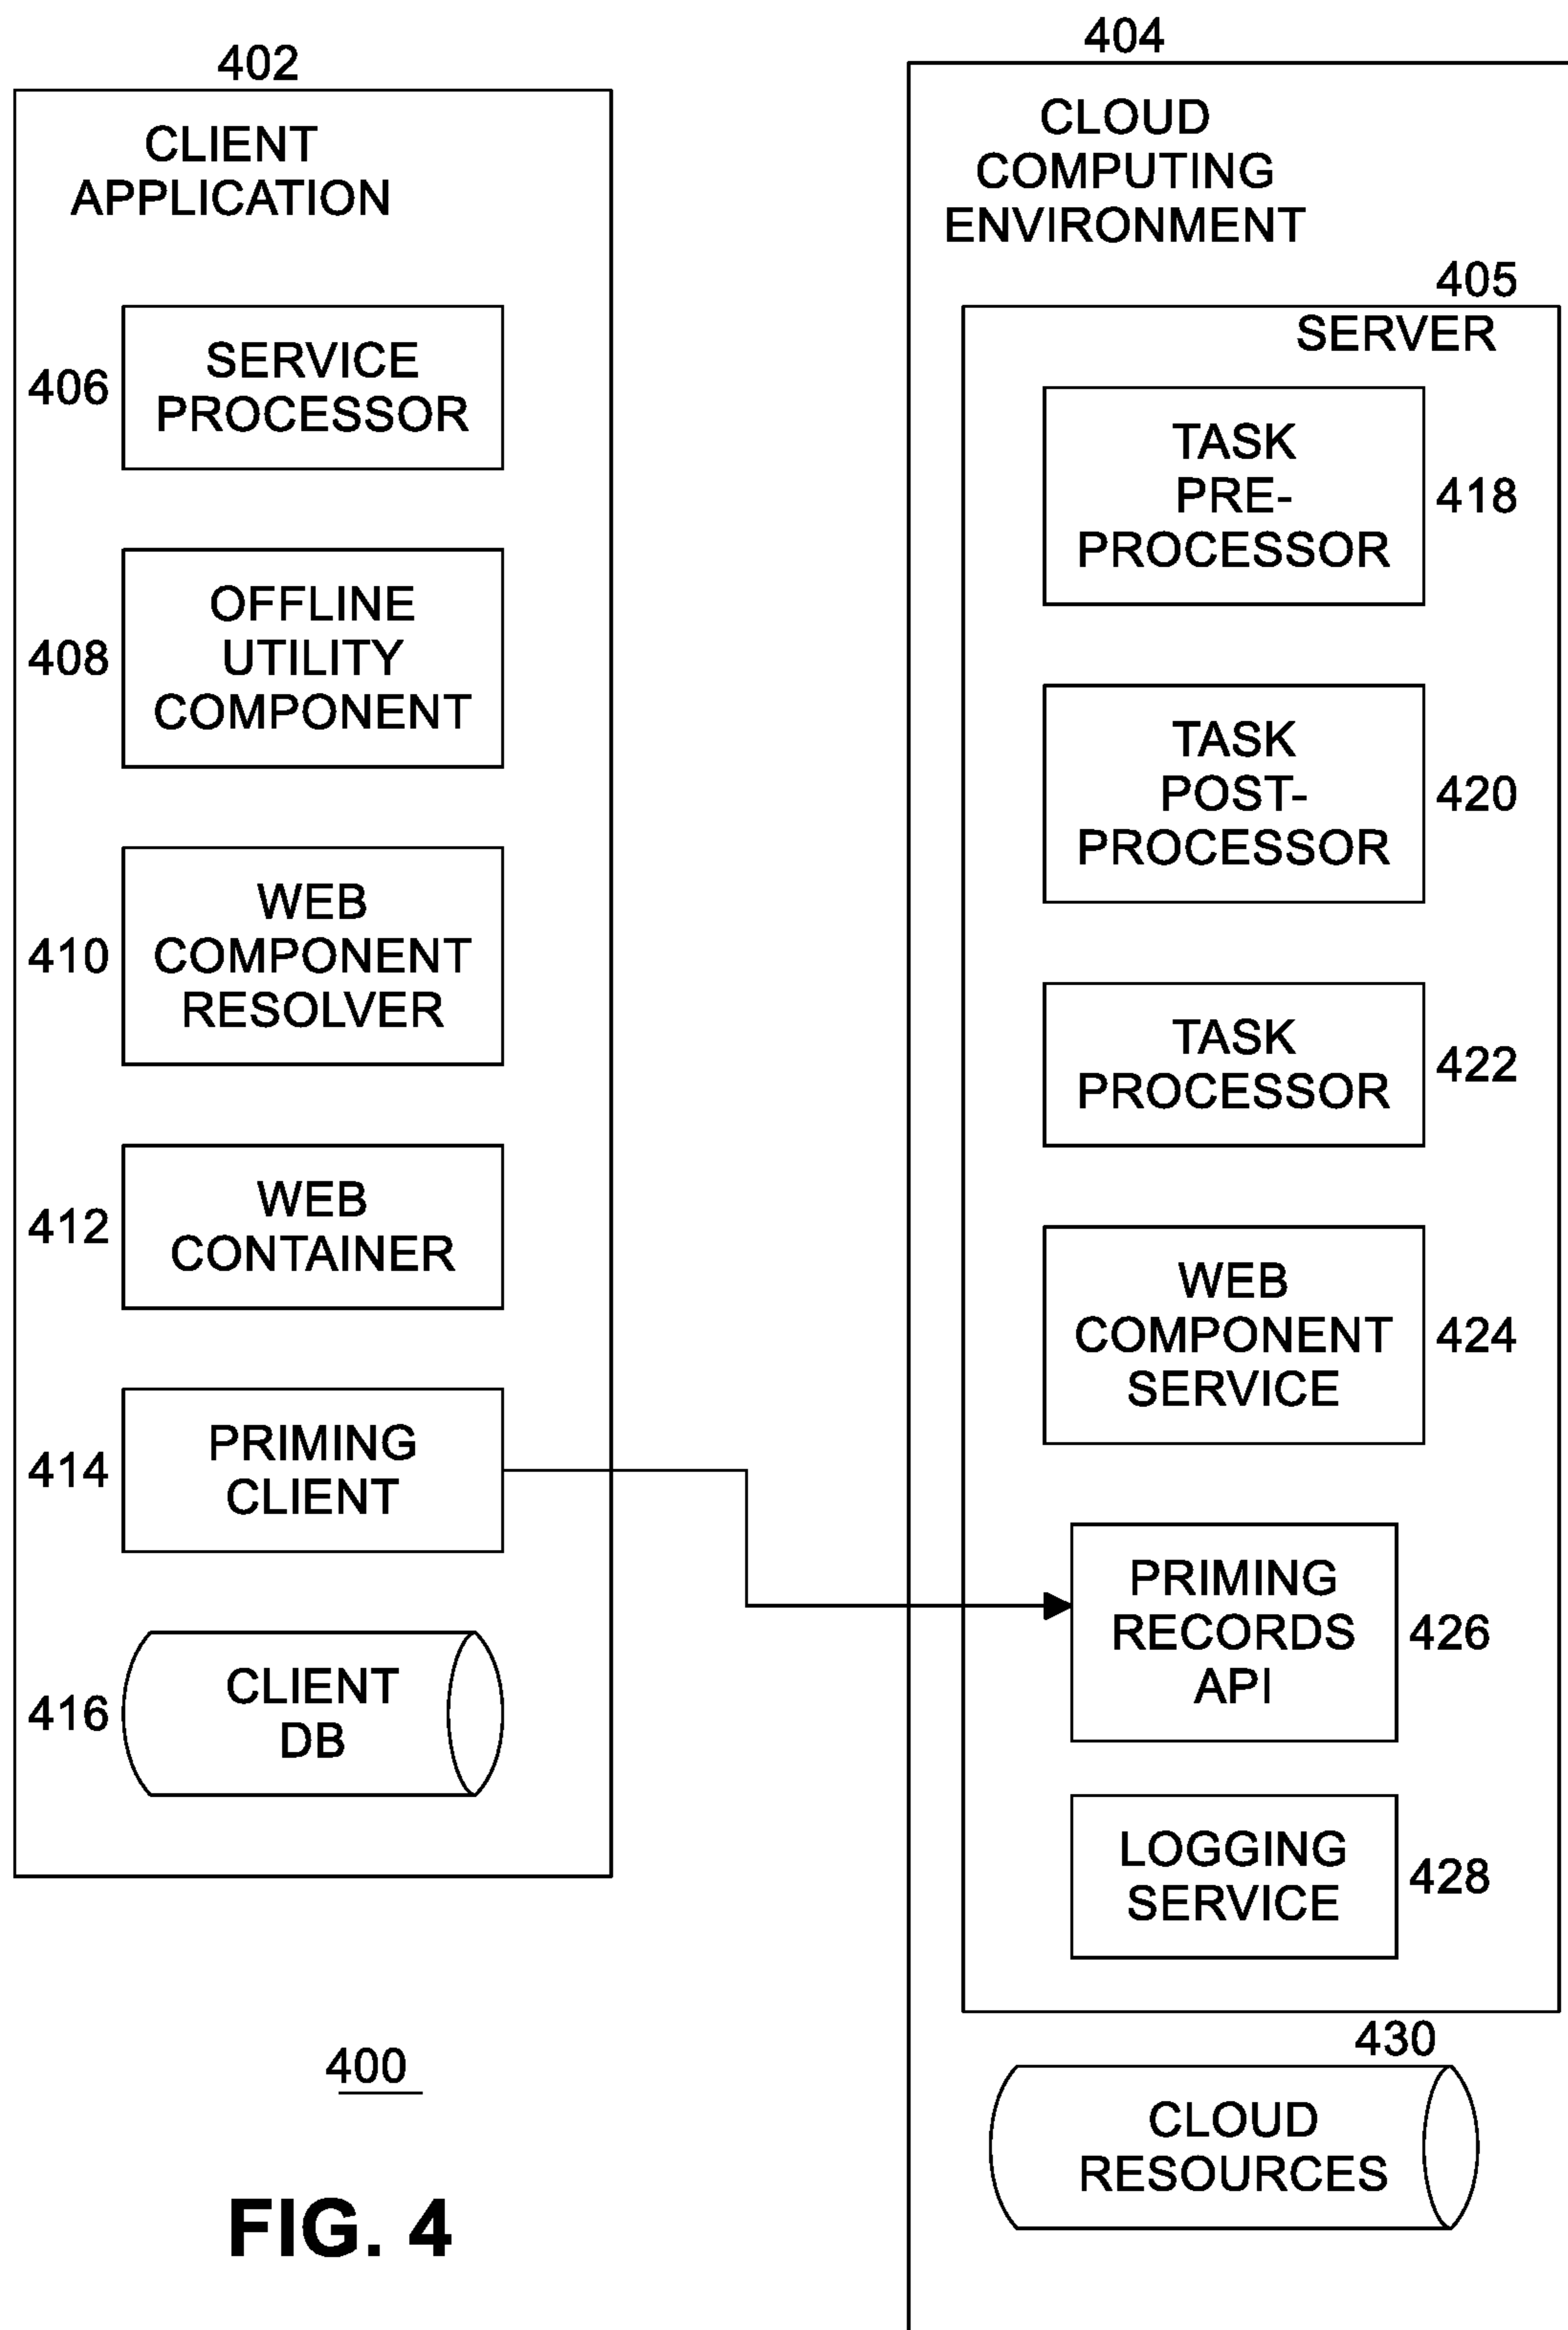 402
CLIENT
APPLICATION
406
SERVICE
PROCESSOR
408
OFFLINE
UTILITY
COMPONENT
410
WEB
COMPONENT
RESOLVER
412
WEB
CONTAINER
414
PRIMING
CLIENT
416
CLIENT
DB
404
CLOUD
COMPUTING
ENVIRONMENT
405
SERVER
TASK
PRE-
PROCESSOR
418
TASK
POST-
PROCESSOR
420
TASK
PROCESSOR
422
WEB
COMPONENT
SERVICE
424
PRIMING
RECORDS
API
426
LOGGING
SERVICE
428
430
CLOUD
RESOURCES
400
FIG. 4